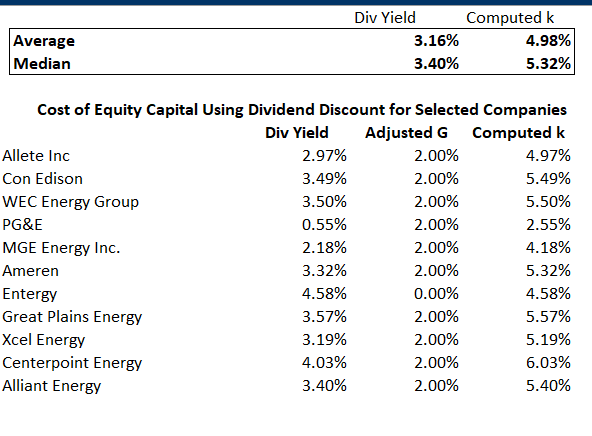 Div Yield Computed k
Average 3.16% 4.98%
Median 3.40% 5.32%
Cost of Equity Capital Using Dividend Discount for Selected Companies
Div Yield Adjusted G Computed k
Allete Inc 2.97% 2.00% 4.97%
Con Edison 3.49% 2.00% 5.49%
WEC Energy Group 3.50% 2.00% 5.50%
PG&E 0.55% 2.00% 2.55%
MGE Energy Inc. 2.18% 2.00% 4.18%
Ameren 3.32% 2.00% 5.32%
Entergy 4.58% 0.00% 4.58%
Great Plains Energy 3.57% 2.00% 5.57%
Xcel Energy 3.19% 2.00% 5.19%
Centerpoint Energy 4.03% 2.00% 6.03%
Alliant Energy 3.40% 2.00% 5.40%